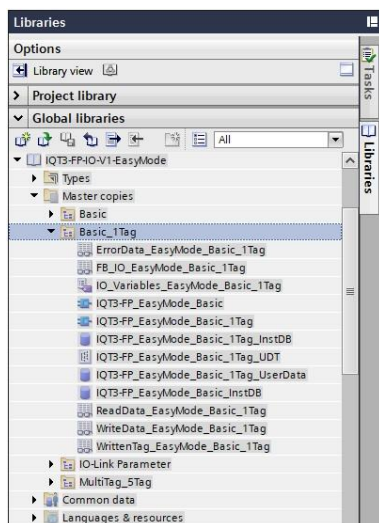 Libraries
Options
Library view
Project library
Global libraries
All
IQT3-FP-IO-V1-EasyMode
Types
Master copies
Basic
Basic_1Tag
ErrorData_EasyMode_Basic_1Tag
FB_IO_EasyMode_Basic_1Tag
IO_Variables_EasyMode_Basic_1Tag
IQT3-FP_EasyMode_Basic
IQT3-FP_EasyMode_Basic_1Tag
IQT3-FP_EasyMode_Basic_1Tag_InstDB
IQT3-FP_EasyMode_Basic_1Tag_UDT
IQT3-FP_EasyMode_Basic_1Tag_UserData
IQT3-FP_EasyMode_Basic_InstDB
ReadData_EasyMode_Basic_1Tag
WriteData_EasyMode_Basic_1Tag
WrittenTag_EasyMode_Basic_1Tag
IO-Link Parameter
MultiTag_5Tag
Common data
Languages & resources
Tasks
Libraries